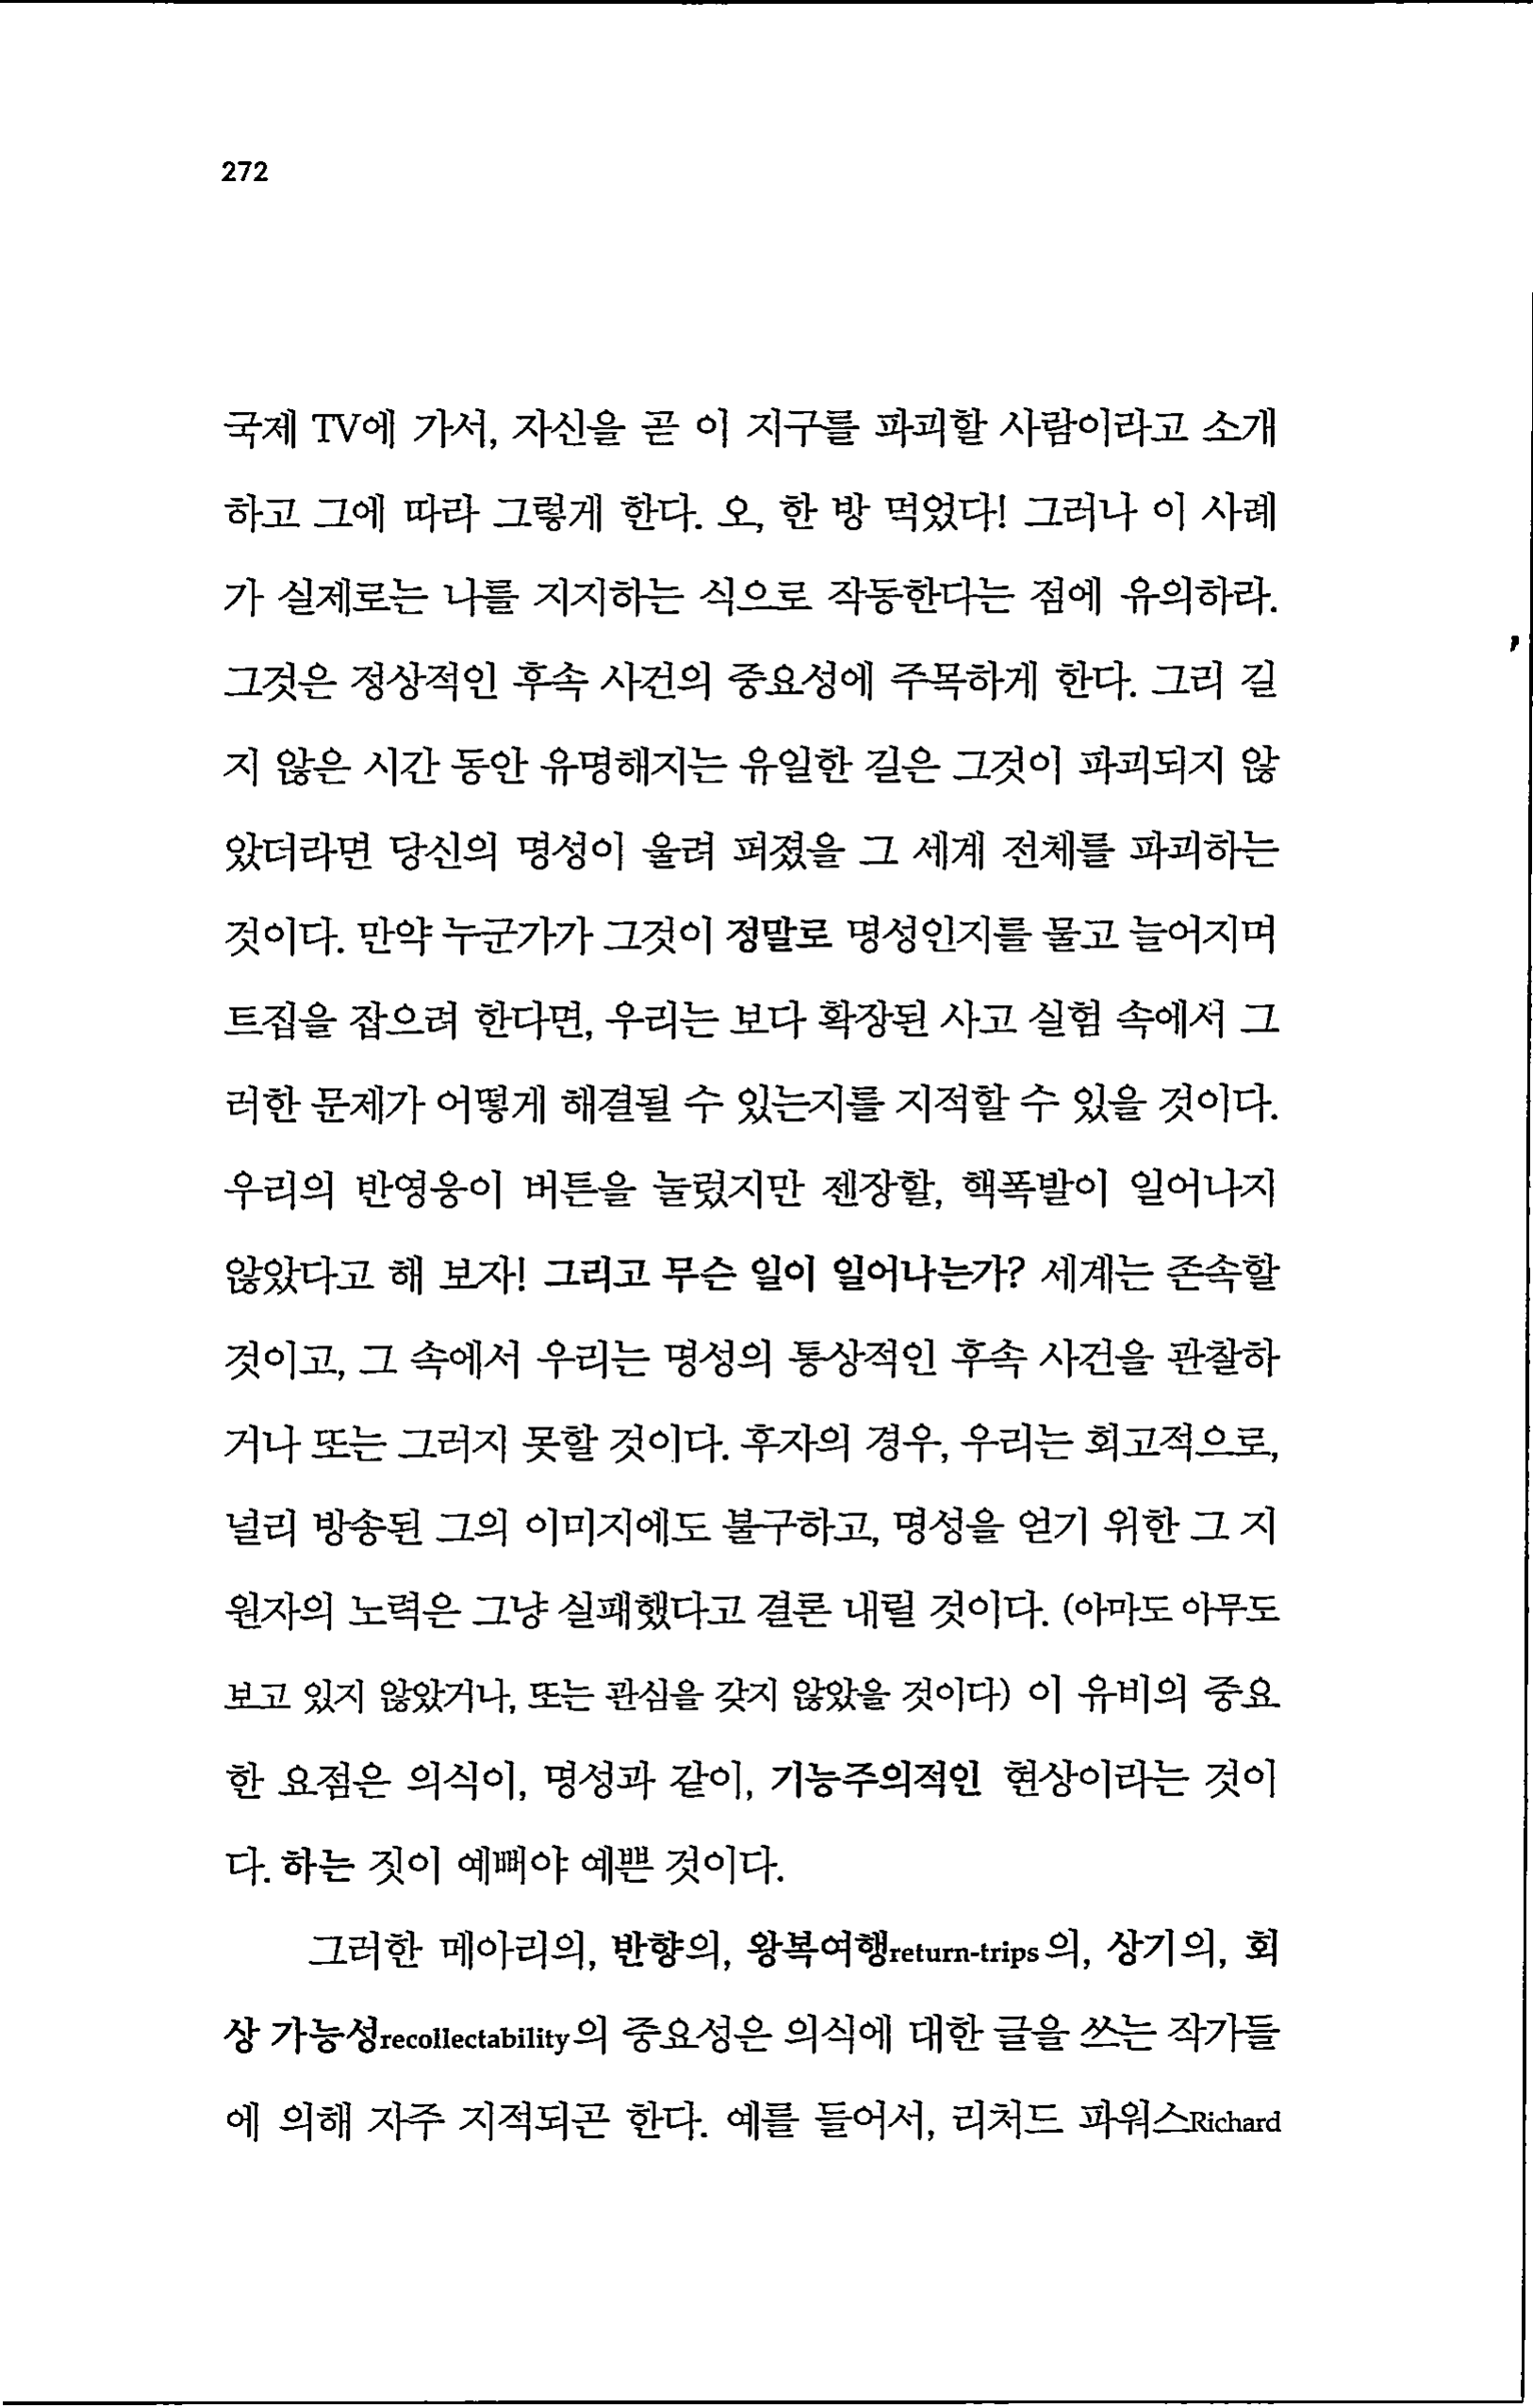 272
국제 TV에 가서, 자신을 곧 이 지구를 파괴할 사람이라고 소개
하고 그에 따라 그렇게 한다. 오, 한 방 먹었다! 그러나 이 사례
가 실제로는 나를 지지하는 식으로 작동한다는 점에 유의하라.
그것은 정상적인 후속 사건의 중요성에 주목하게 한다. 그리 길
지 않은 시간 동안 유명해지는 유일한 길은 그것이 파괴되지 않
았더라면 당신의 명성이 울려 퍼졌을 그 세계 전체를 파괴하는
것이다. 만약 누군가가 그것이 정말로 명성인지를 물고 늘어지며
트집을 잡으려 한다면, 우리는 보다 확장된 사고 실험 속에서 그
러한 문제가 어떻게 해결될 수 있는지를 지적할 수 있을 것이다.
우리의 반영웅이 버튼을 눌렀지만 젠장할, 핵폭발이 일어나지
않았다고 해 보자! 그리고 무슨 일이 일어나는가? 세계는 존속할
것이고, 그 속에서 우리는 명성의 통상적인 후속 사건을 관찰하
거나 또는 그러지 못할 것이다. 후자의 경우, 우리는 회고적으로,
널리 방송된 그의 이미지에도 불구하고, 명성을 얻기 위한 그 지
원자의 노력은 그냥 실패했다고 결론 내릴 것이다. (아마도 아무도
보고 있지 않았거나, 또는 관심을 갖지 않았을 것이다) 이 유비의 중요
한 요점은 의식이, 명성과 같이, 기능주의적인 현상이라는 것이
다. 하는 짓이 예뻐야 예쁜 것이다.
그러한 메아리의, 반향의, 왕복여행return-trips의, 상기의, 회
상 가능성recollectability의 중요성은 의식에 대한 글을 쓰는 작가들
에 의해 자주 지적되곤 한다. 예를 들어서, 리처드 파워스Richard